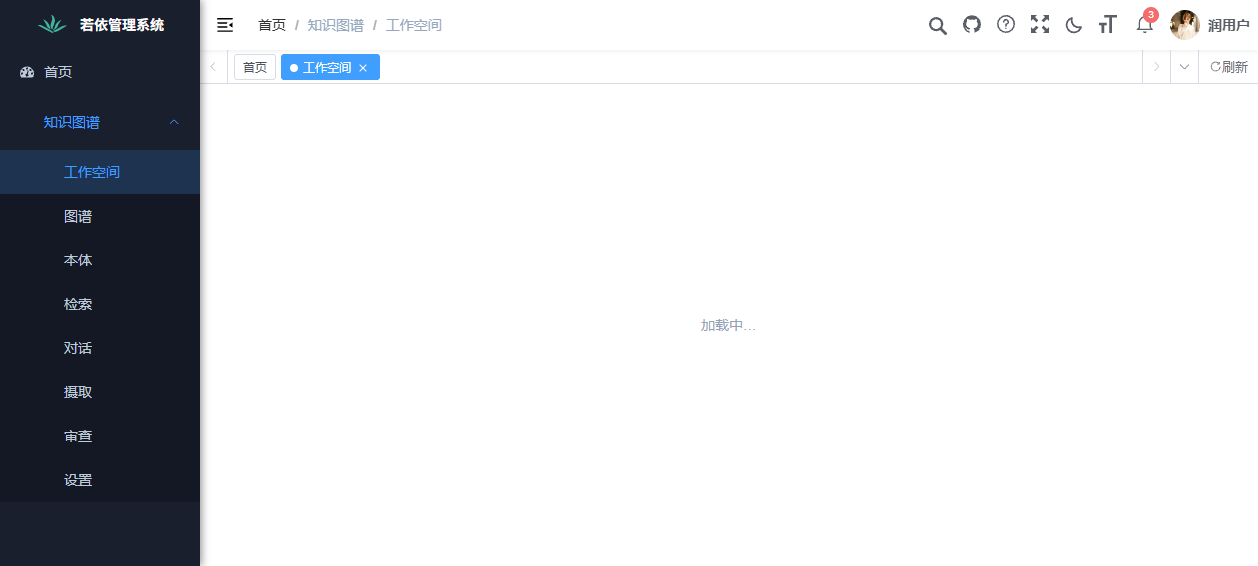 若依管理系统
首页 / 知识图谱 / 工作空间
3
润用户
首页
工作空间
刷新
首页
知识图谱
工作空间
图谱
本体
检索
对话
摄取
审查
设置
加载中...